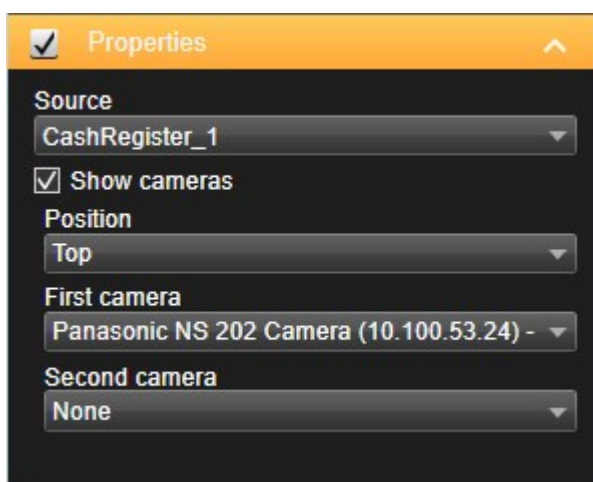 Properties
Source
CashRegister_1
Show cameras
Position
Top
First camera
Panasonic NS 202 Camera (10.100.53.24) -
Second camera
None